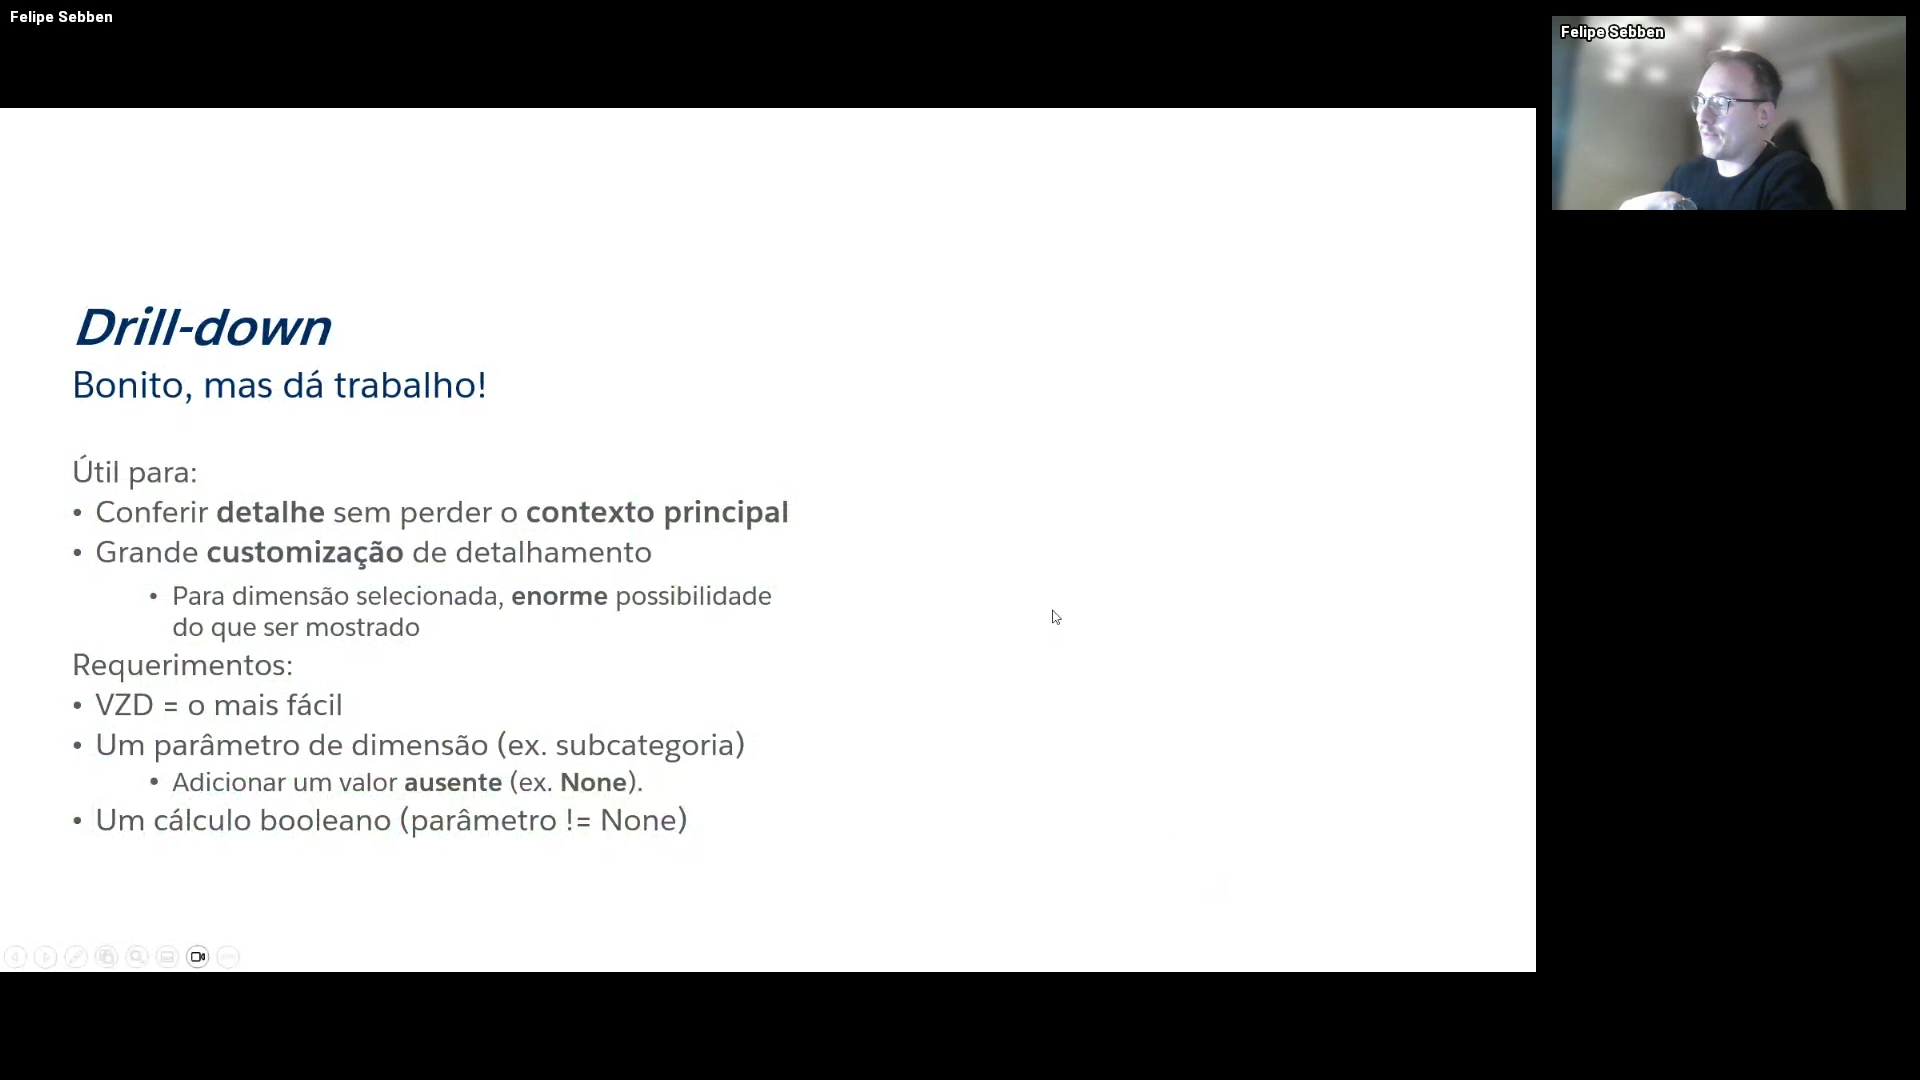 Felipe Sebben
Felipe Sebben
Drill-down
Bonito, mas dá trabalho!
Útil para:
• Conferir detalhe sem perder o contexto principal
• Grande customização de detalhamento
• Para dimensão selecionada, enorme possibilidade
do que ser mostrado
Requerimentos:
• VZD = o mais fácil
• Um parâmetro de dimensão (ex. subcategoria)
• Adicionar um valor ausente (ex. None).
• Um cálculo booleano (parâmetro != None)